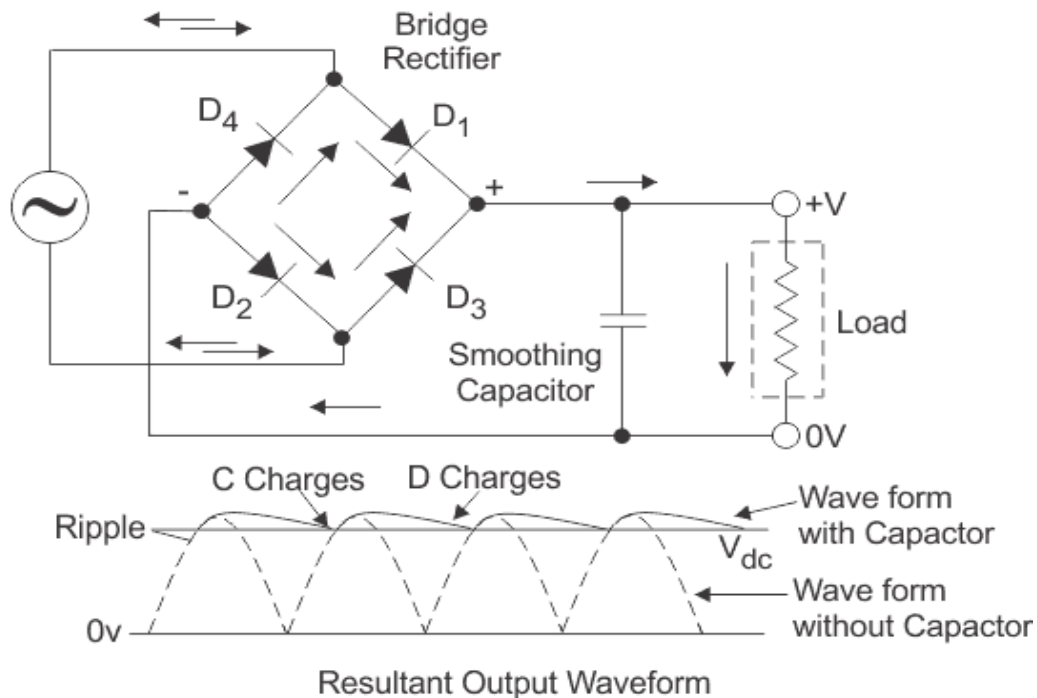 Bridge
Rectifier
D4
D1
-
+
+V
D2
D3
Load
Smoothing
Capacitor
0V
C Charges
D Charges
Wave form
with Capactor
Ripple
Vdc
Wave form
without Capactor
0v
Resultant Output Waveform